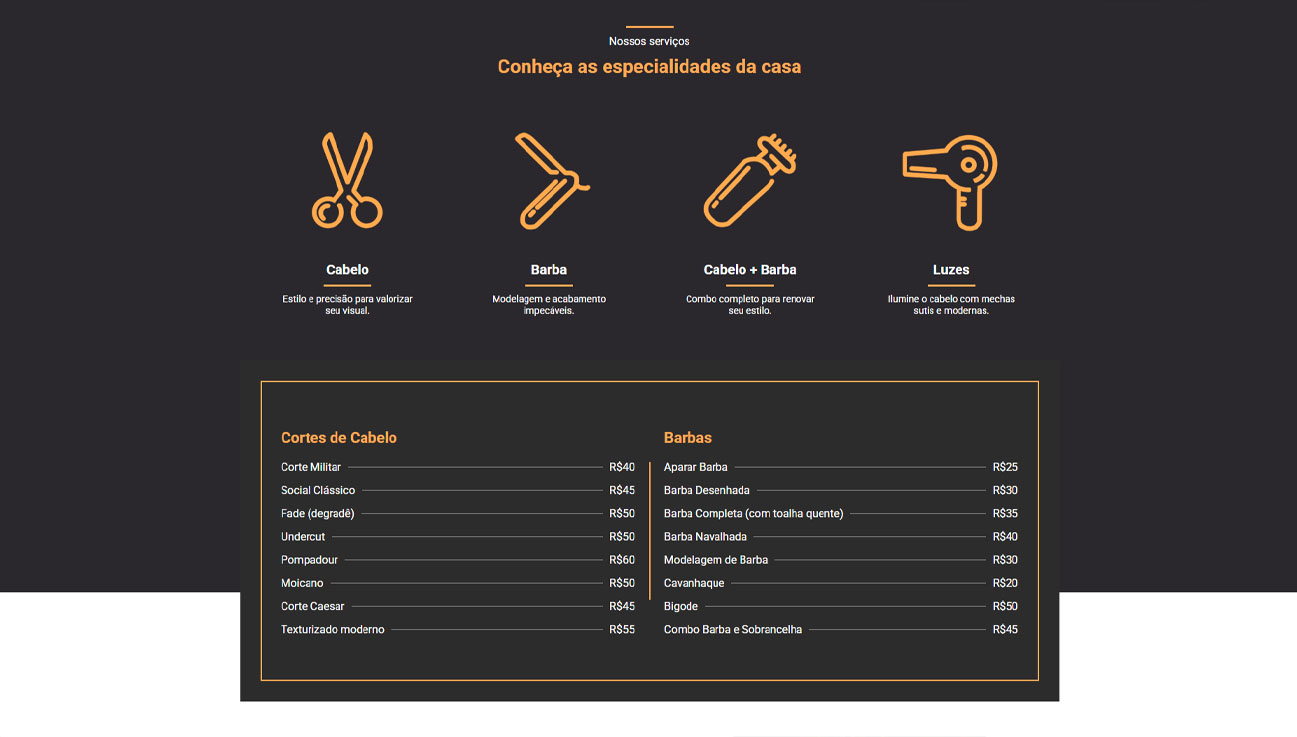 Nossos serviços
Conheça as especialidades da casa
Cabelo
Estilo e precisão para valorizar
seu visual.
Barba
Modelagem e acabamento
impecáveis.
Cabelo + Barba
Combo completo para renovar
seu estilo.
Luzes
Ilumine o cabelo com mechas
sutis e modernas.
Cortes de Cabelo
Corte Militar R$40
Social Clássico R$45
Fade (degradê) R$50
Undercut R$50
Pompadour R$60
Moicano R$50
Corte Caesar R$45
Texturizado moderno R$55
Barbas
Aparar Barba R$25
Barba Desenhada R$30
Barba Completa (com toalha quente) R$35
Barba Navalhada R$40
Modelagem de Barba R$30
Cavanhaque R$20
Bigode R$50
Combo Barba e Sobrancelha R$45